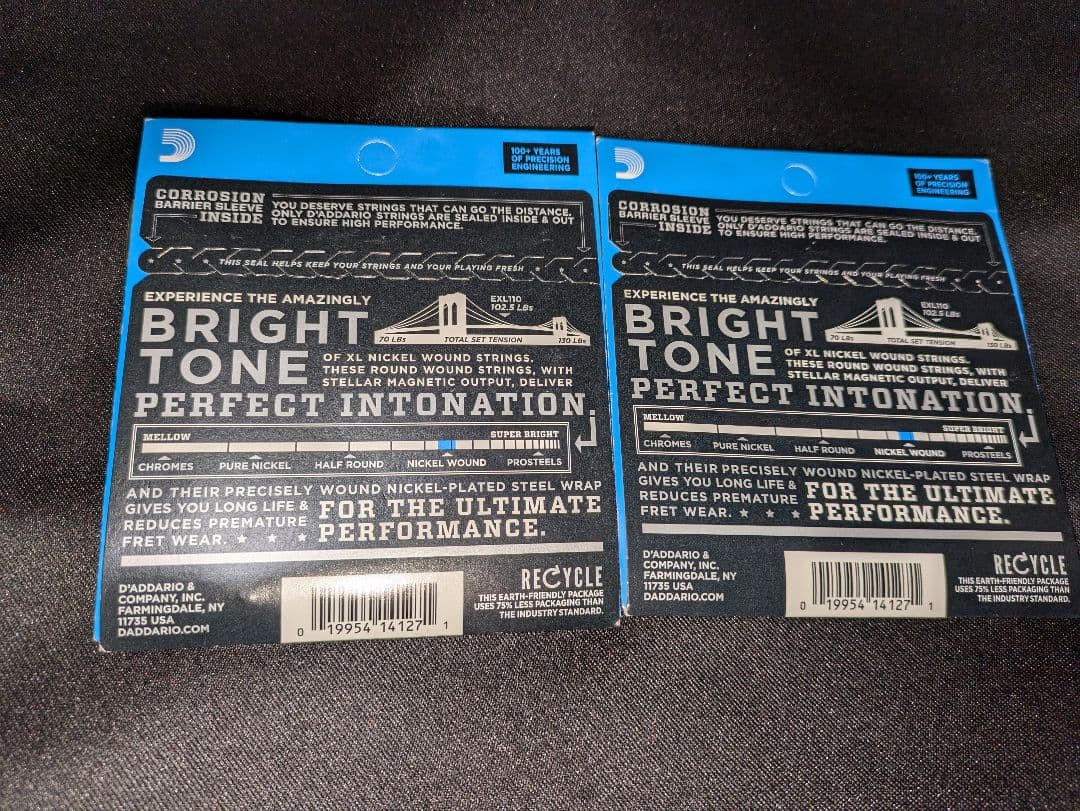 100+ YEARS
OF PRECISION
ENGINEERING
CORROSION
BARRIER SLEEVE
INSIDE
YOU DESERVE STRINGS THAT CAN GO THE DISTANCE.
ONLY D'ADDARIO STRINGS ARE SEALED INSIDE & OUT
TO ENSURE HIGH PERFORMANCE.
THIS SEAL HELPS KEEP YOUR STRINGS AND YOUR PLAYING FRESH
EXPERIENCE THE AMAZINGLY
BRIGHT
TONE
EXL110
102.5 LBs
70 LBs
TOTAL SET TENSION
130 LBs
OF XL NICKEL WOUND STRINGS.
THESE ROUND WOUND STRINGS, WITH
STELLAR MAGNETIC OUTPUT, DELIVER
PERFECT INTONATION.
MELLOW
SUPER BRIGHT
CHROMES
PURE NICKEL
HALF ROUND
NICKEL WOUND
PROSTEELS
AND THEIR PRECISELY WOUND NICKEL-PLATED STEEL WRAP
GIVES YOU LONG LIFE &
REDUCES PREMATURE
FRET WEAR.
FOR THE ULTIMATE
PERFORMANCE.
D'ADDARIO &
COMPANY, INC.
FARMINGDALE, NY
11735 USA
DADDARIO.COM
0 19954 14127 1
RECYCLE
THIS EARTH-FRIENDLY PACKAGE
USES 75% LESS PACKAGING THAN
THE INDUSTRY STANDARD.
100+ YEARS
OF PRECISION
ENGINEERING
CORROSION
BARRIER SLEEVE
INSIDE
YOU DESERVE STRINGS THAT CAN GO THE DISTANCE.
ONLY D'ADDARIO STRINGS ARE SEALED INSIDE & OUT
TO ENSURE HIGH PERFORMANCE.
THIS SEAL HELPS KEEP YOUR STRINGS AND YOUR PLAYING FRESH
EXPERIENCE THE AMAZINGLY
BRIGHT
TONE
EXL110
102.5 LBs
70 LBs
TOTAL SET TENSION
130 LBs
OF XL NICKEL WOUND STRINGS.
THESE ROUND WOUND STRINGS, WITH
STELLAR MAGNETIC OUTPUT, DELIVER
PERFECT INTONATION.
MELLOW
SUPER BRIGHT
CHROMES
PURE NICKEL
HALF ROUND
NICKEL WOUND
PROSTEELS
AND THEIR PRECISELY WOUND NICKEL-PLATED STEEL WRAP
GIVES YOU LONG LIFE &
REDUCES PREMATURE
FRET WEAR.
FOR THE ULTIMATE
PERFORMANCE.
D'ADDARIO &
COMPANY, INC.
FARMINGDALE, NY
11735 USA
DADDARIO.COM
0 19954 14127 1
RECYCLE
THIS EARTH-FRIENDLY PACKAGE
USES 75% LESS PACKAGING THAN
THE INDUSTRY STANDARD.